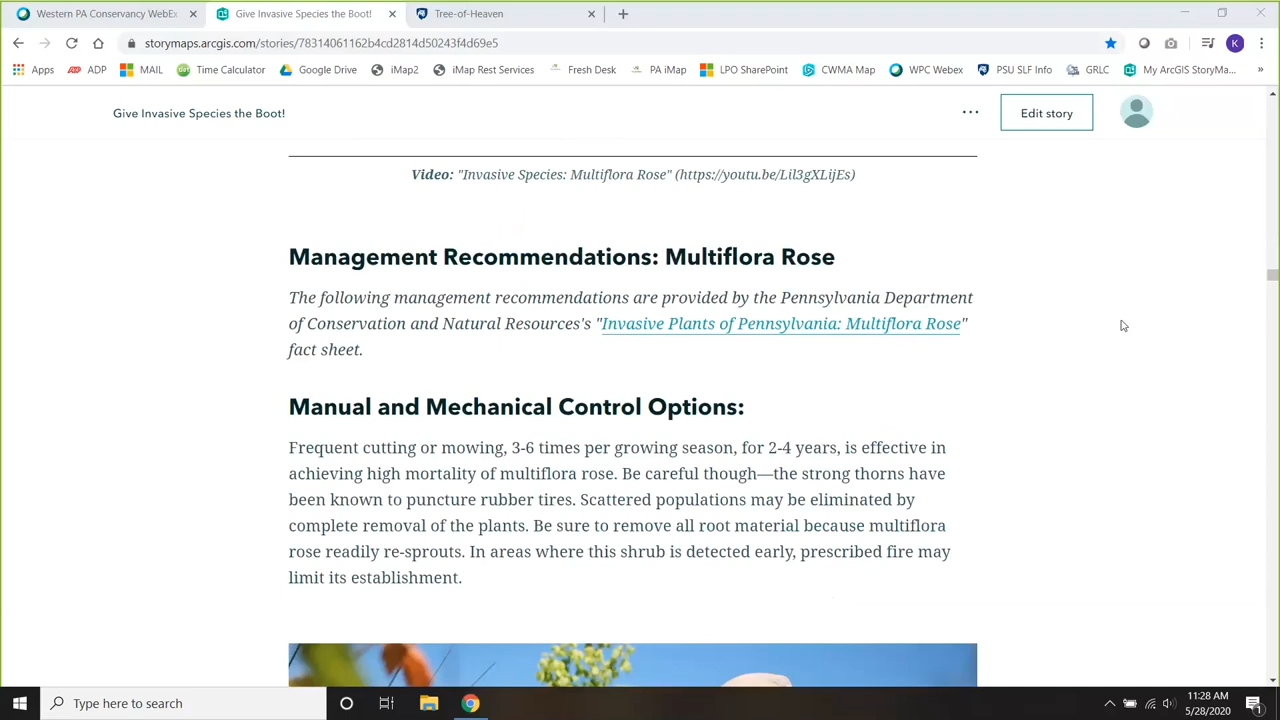 Western PA Conservancy WebEx
Give Invasive Species the Boot!
Tree-of-Heaven
storymaps.arcgis.com/stories/78314061162b4cd2814d50243f4d69e5
K
Apps
ADP
MAIL
Time Calculator
Google Drive
iMap2
iMap Rest Services
Fresh Desk
PA iMap
LPO SharePoint
CWMA Map
WPC Webex
PSU SLF Info
GRLC
My ArcGIS StoryMa...
»
Give Invasive Species the Boot!
Edit story
Video: "Invasive Species: Multiflora Rose" (https://youtu.be/Lil3gXLijEs)
Management Recommendations: Multiflora Rose
The following management recommendations are provided by the Pennsylvania Department
of Conservation and Natural Resources's "Invasive Plants of Pennsylvania: Multiflora Rose"
fact sheet.
Manual and Mechanical Control Options:
Frequent cutting or mowing, 3-6 times per growing season, for 2-4 years, is effective in
achieving high mortality of multiflora rose. Be careful though—the strong thorns have
been known to puncture rubber tires. Scattered populations may be eliminated by
complete removal of the plants. Be sure to remove all root material because multiflora
rose readily re-sprouts. In areas where this shrub is detected early, prescribed fire may
limit its establishment.
Type here to search
11:28 AM
5/28/2020
1